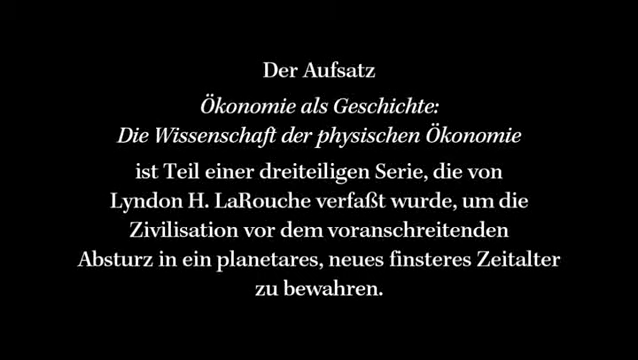 Der Aufsatz
Ökonomie als Geschichte:
Die Wissenschaft der physischen Ökonomie
ist Teil einer dreiteiligen Serie, die von
Lyndon H. LaRouche verfaßt wurde, um die
Zivilisation vor dem voranschreitenden
Absturz in ein planetares, neues finsteres Zeitalter
zu bewahren.